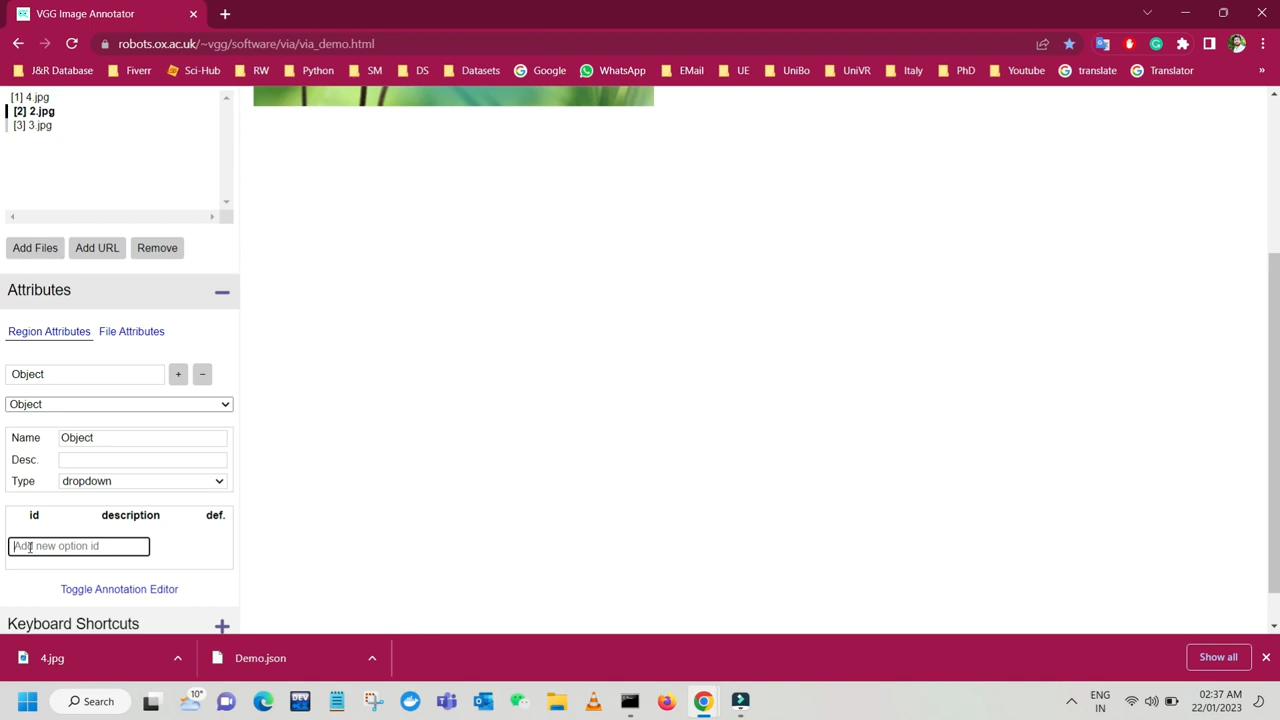 VGG Image Annotator
robots.ox.ac.uk/~vgg/software/via/via_demo.html
J&R Database Fiverr Sci-Hub RW Python SM DS Datasets Google WhatsApp EMail UE UniBo UniVR Italy PhD Youtube translate Translator »
[1] 4.jpg
[2] 2.jpg
[3] 3.jpg
Add Files Add URL Remove
Attributes
Region Attributes File Attributes
Object + −
Object
Name Object
Desc.
Type dropdown
id description def.
Add new option id
Toggle Annotation Editor
Keyboard Shortcuts
4.jpg Demo.json Show all
Search 10° DEV ENG 02:37 AM
IN 22/01/2023